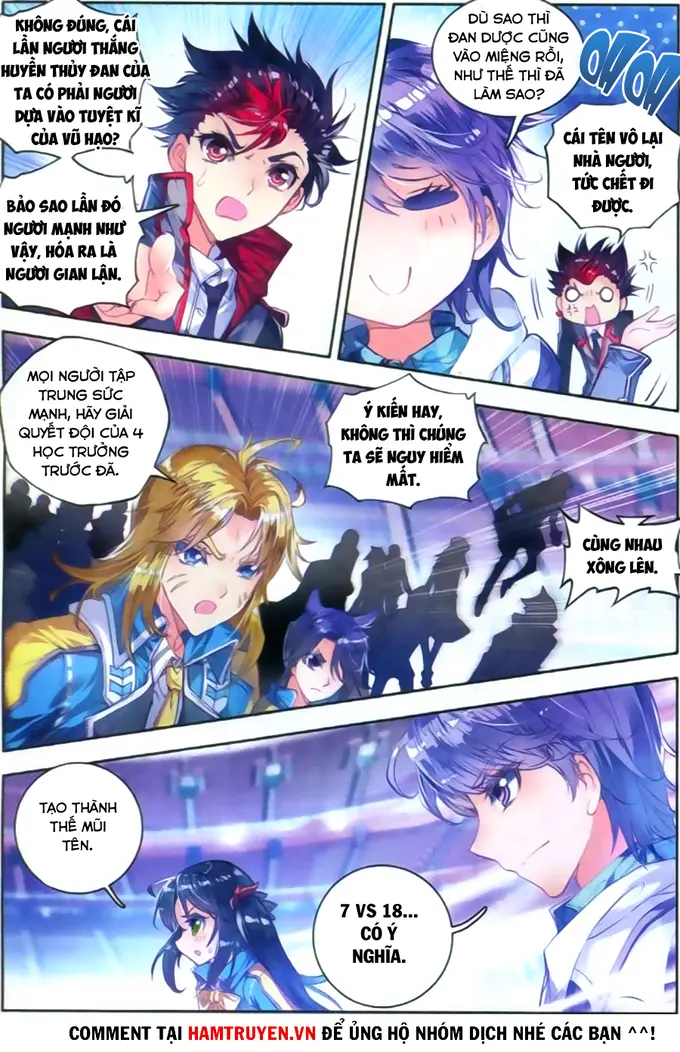 KHÔNG ĐÚNG, CÁI
LẦN NGƯƠI THẮNG
HUYỀN THỦY ĐAN CỦA
TA CÓ PHẢI NGƯƠI
DỰA VÀO TUYỆT KĨ
CỦA VŨ HẠO?
BẢO SAO LẦN ĐÓ
NGƯƠI MẠNH NHƯ
VẬY, HÓA RA LÀ
NGƯƠI GIAN LẬN.
DÙ SAO THÌ
ĐAN DƯỢC CŨNG
VÀO MIỆNG RỒI,
NHƯ THẾ THÌ ĐÃ
LÀM SAO?
CÁI TÊN VÔ LẠI
NHÀ NGƯƠI,
TỨC CHẾT ĐI
ĐƯỢC.
MỌI NGƯỜI TẬP
TRUNG SỨC
MẠNH, HÃY GIẢI
QUYẾT ĐỘI CỦA 4
HỌC TRƯỞNG
TRƯỚC ĐÃ.
Ý KIẾN HAY,
KHÔNG THÌ CHÚNG
TA SẼ NGUY HIỂM
MẤT.
CÙNG NHAU
XÔNG LÊN.
TẠO THÀNH
THẾ MŨI
TÊN.
7 VS 18...
CÓ Ý
NGHĨA.
COMMENT TẠI HAMTRUYEN.VN ĐỂ ỦNG HỘ NHÓM DỊCH NHÉ CÁC BẠN ^^!